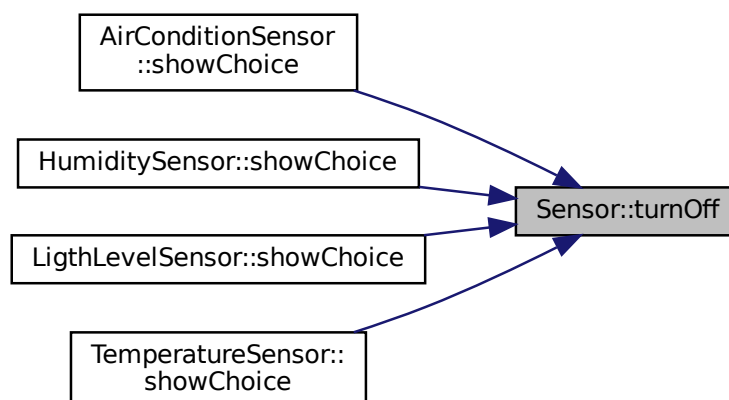 AirConditionSensor
::showChoice
HumiditySensor::showChoice
Sensor::turnOff
LigthLevelSensor::showChoice
TemperatureSensor::
showChoice